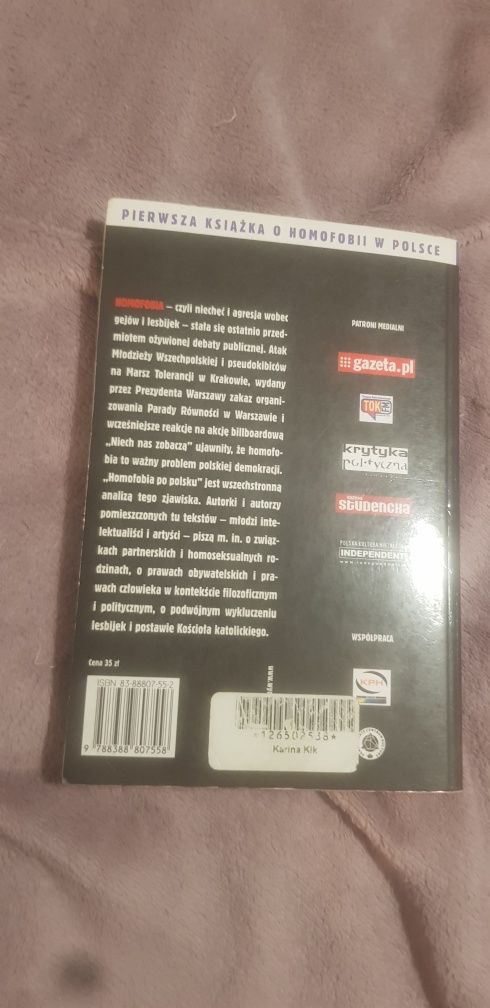 PIERWSZA KSIĄŻKA O HOMOFOBII W POLSCE
HOMOFOBIA – czyli niechęć i agresja wobec
gejów i lesbijek – stała się ostatnio przed-
miotem ożywionej debaty publicznej. Atak
Młodzieży Wszechpolskiej i pseudokibiców
na Marsz Tolerancji w Krakowie, wydany
przez Prezydenta Warszawy zakaz organi-
zowania Parady Równości w Warszawie i
wcześniejsze reakcje na akcję billboardową
„Niech nas zobaczą” ujawniły, że homofo-
bia to ważny problem polskiej demokracji.
„Homofobia po polsku” jest wszechstronną
analizą tego zjawiska. Autorki i autorzy
pomieszczonych tu tekstów – młodzi inte-
lektualiści i artyści – piszą m. in. o związ-
kach partnerskich i homoseksualnych ro-
dzinach, o prawach obywatelskich i pra-
wach człowieka w kontekście filozoficznym
i politycznym, o podwójnym wykluczeniu
lesbijek i postawie Kościoła katolickiego.
Cena 35 zł
ISBN 83-88807-55-2
9 788388 807558
PATRONI MEDIALNI
gazeta.pl
TOK FM
krytyka
polityczna
STUDENCKA
INDEPENDENT
WSPÓŁPRACA
KPH
www.
*126502538*
Karina Kik